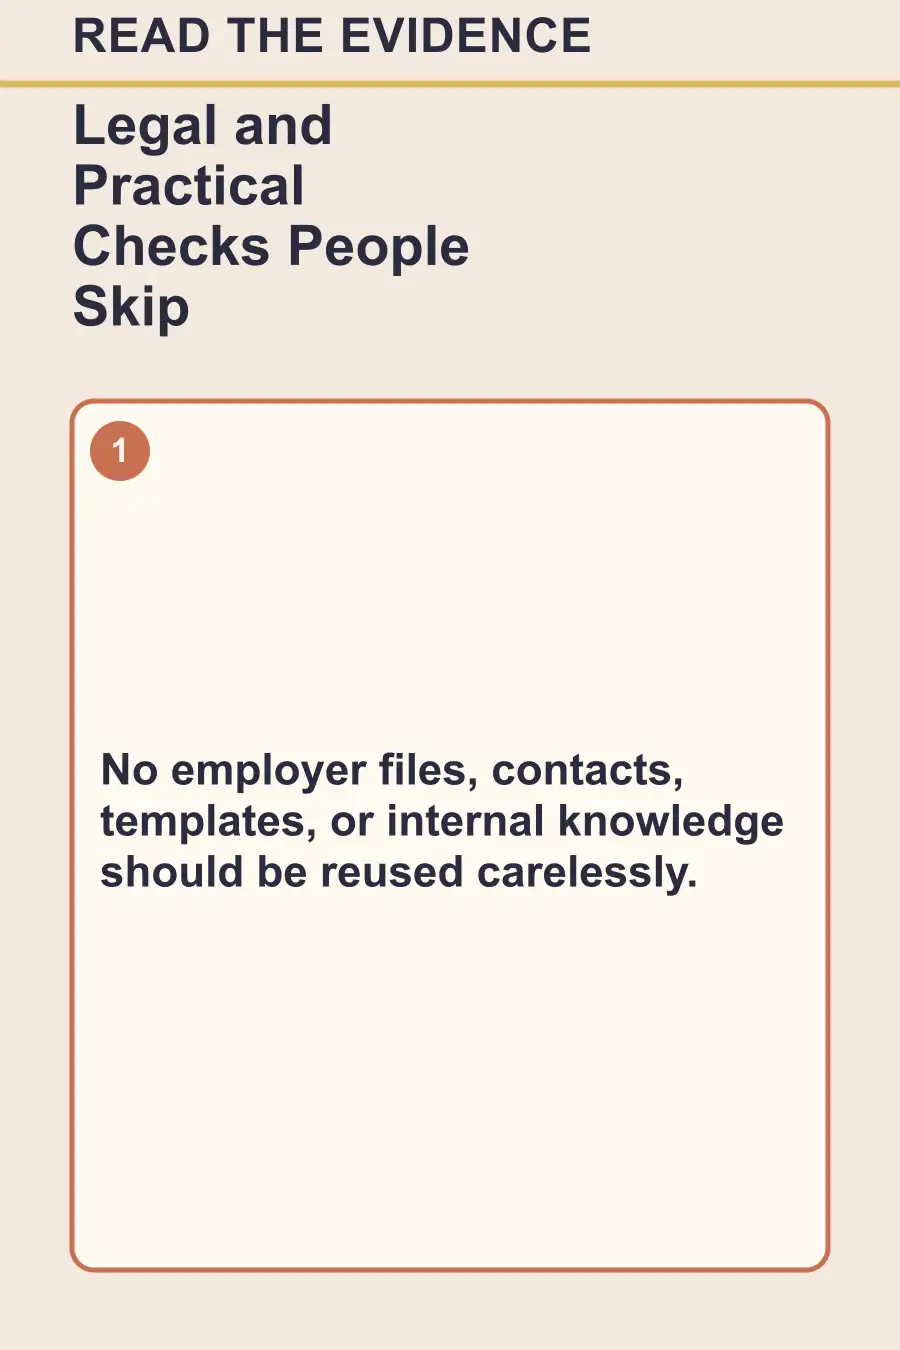 READ THE EVIDENCE
Legal and
Practical
Checks People
Skip
1
No employer files, contacts,
templates, or internal knowledge
should be reused carelessly.